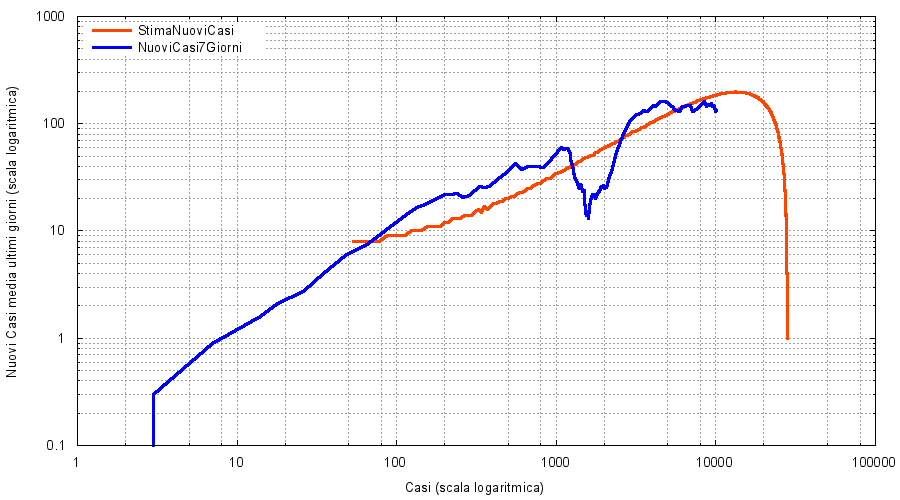 1000
StimaNuoviCasi
NuoviCasi7Giorni
100
10
1
0.1
1
10
100
1000
10000
100000
Nuovi Casi media ultimi giorni (scala logaritmica)
Casi (scala logaritmica)